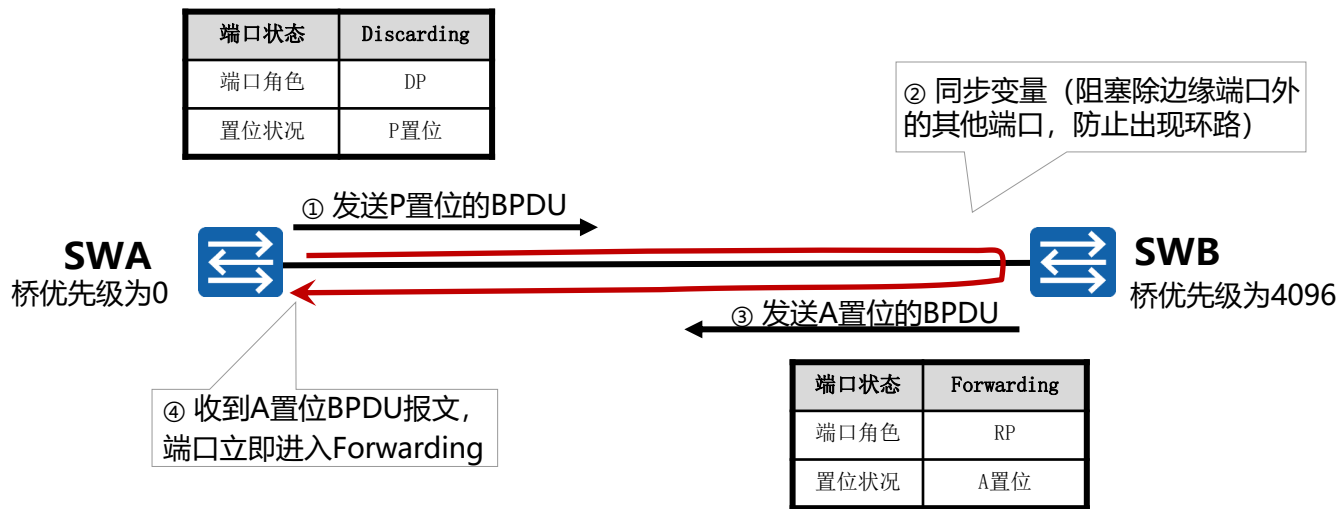 端口状态 Discarding
端口角色 DP
置位状况 P置位
② 同步变量（阻塞除边缘端口外
的其他端口，防止出现环路）
① 发送P置位的BPDU
SWA
桥优先级为0
SWB
桥优先级为4096
③ 发送A置位的BPDU
④ 收到A置位BPDU报文，
端口立即进入Forwarding
端口状态 Forwarding
端口角色 RP
置位状况 A置位